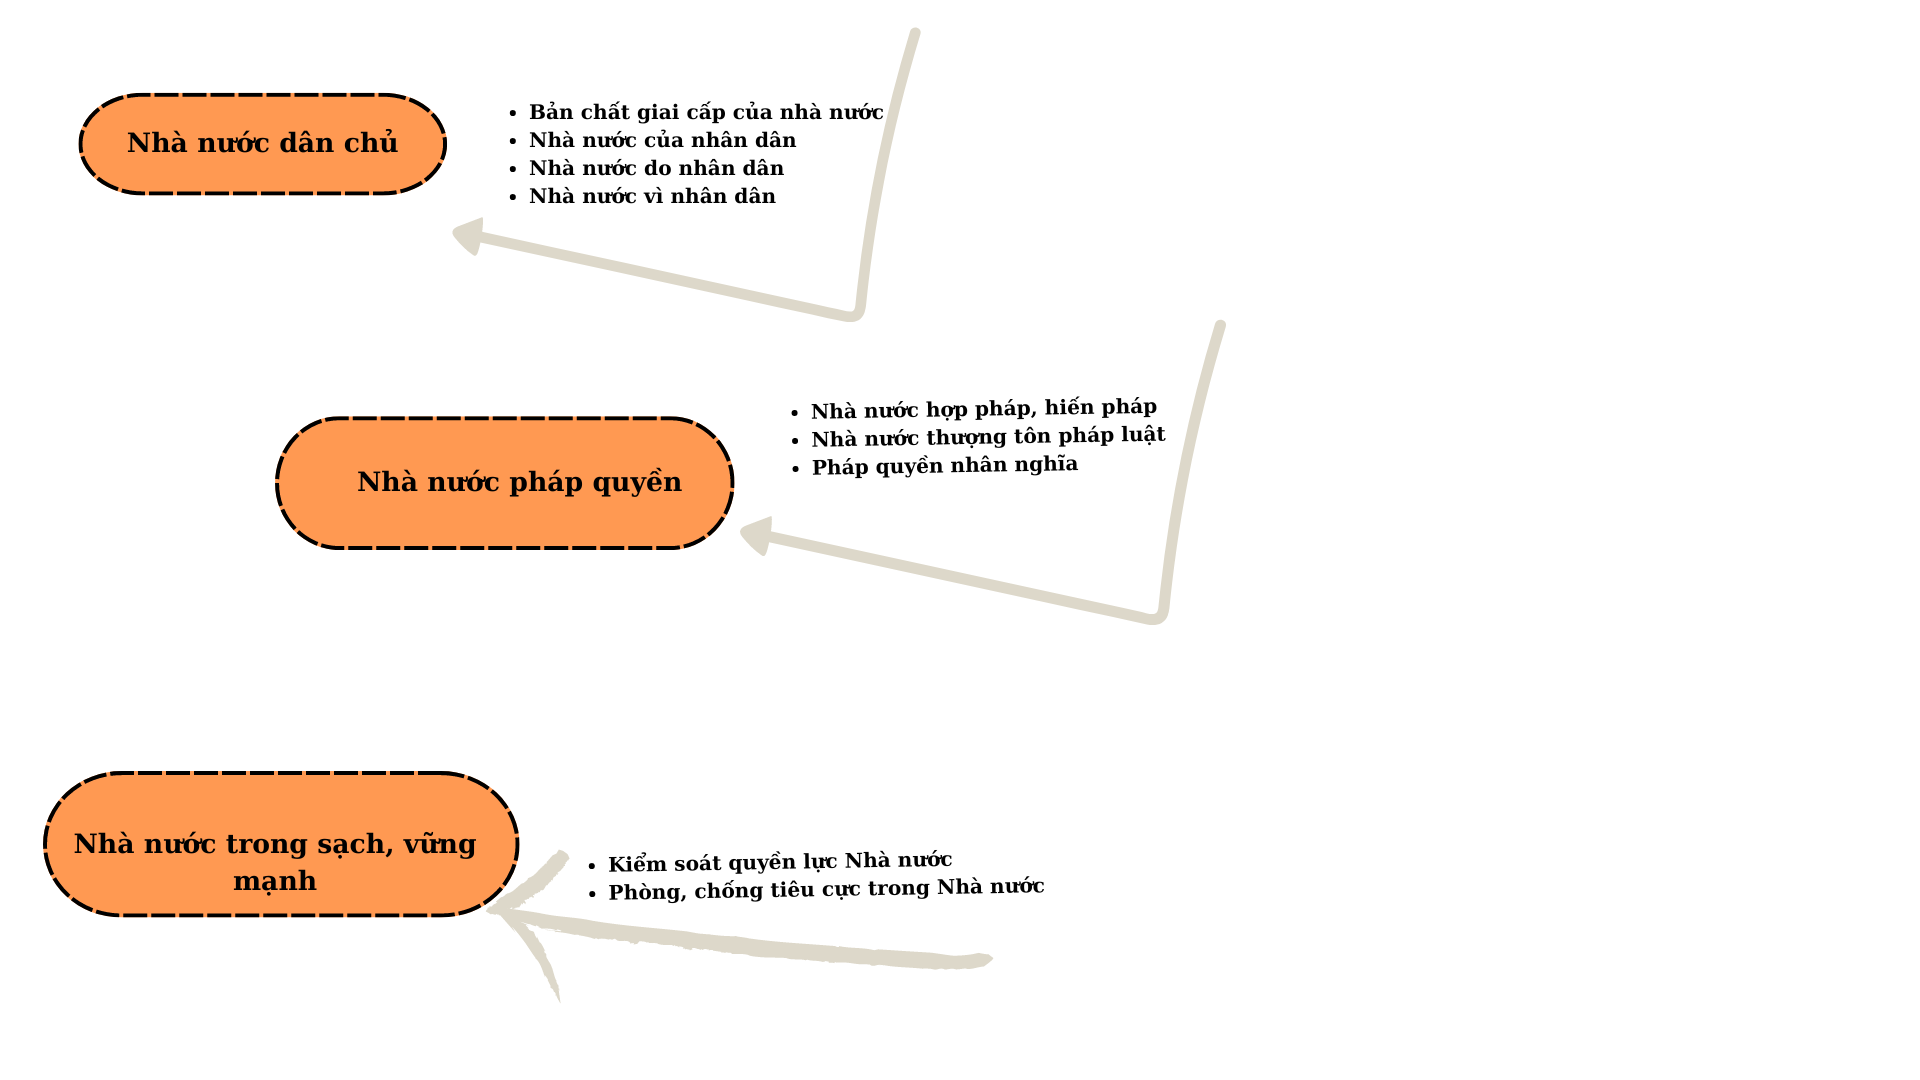 Nhà nước dân chủ
• Bản chất giai cấp của nhà nước
• Nhà nước của nhân dân
• Nhà nước do nhân dân
• Nhà nước vì nhân dân
Nhà nước pháp quyền
• Nhà nước hợp pháp, hiến pháp
• Nhà nước thượng tôn pháp luật
• Pháp quyền nhân nghĩa
Nhà nước trong sạch, vững
mạnh
• Kiểm soát quyền lực Nhà nước
• Phòng, chống tiêu cực trong Nhà nước